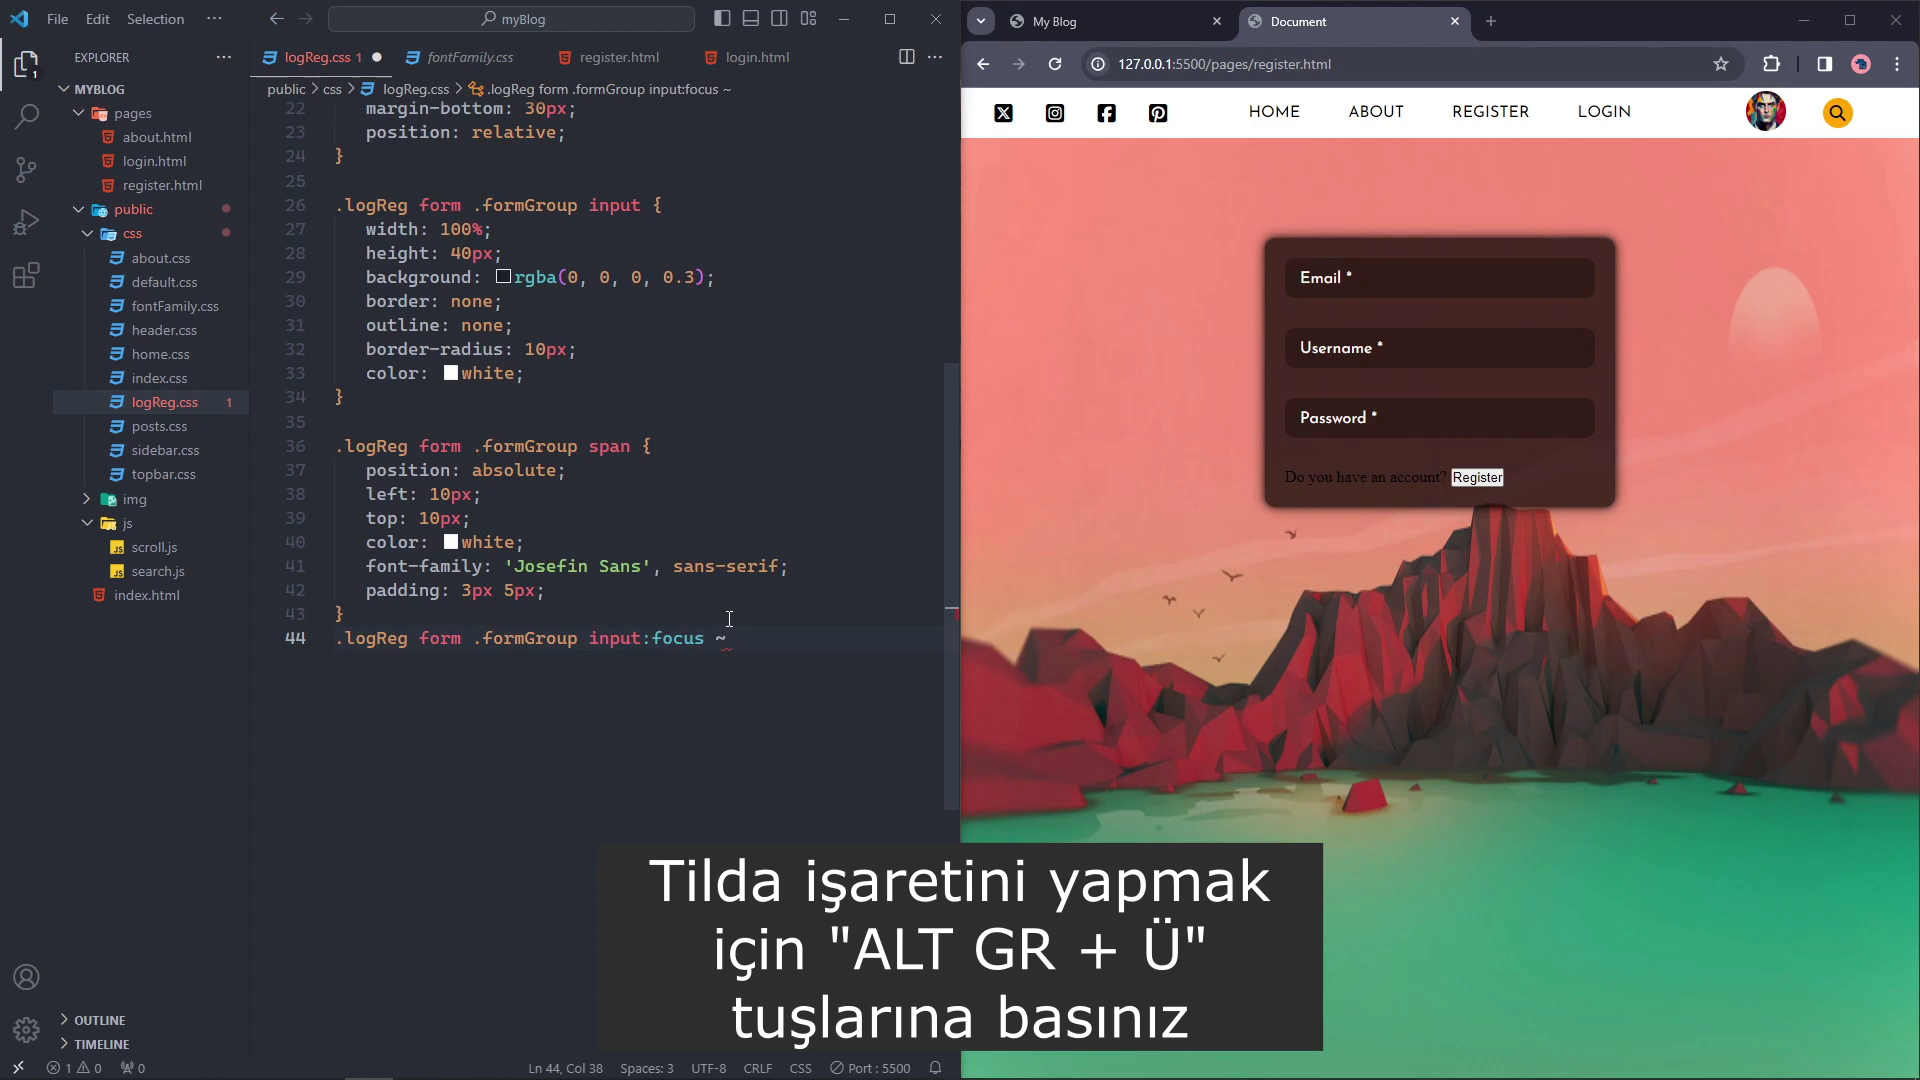 File Edit Selection ···
myBlog
EXPLORER
MYBLOG
pages
about.html
login.html
register.html
public
css
about.css
default.css
fontFamily.css
header.css
home.css
index.css
logReg.css 1
posts.css
sidebar.css
topbar.css
img
js
scroll.js
search.js
index.html
OUTLINE
TIMELINE
logReg.css 1
fontFamily.css
register.html
login.html
public > css > logReg.css > .logReg form .formGroup input:focus ~
22 margin-bottom: 30px;
23 position: relative;
24 }
25
26 .logReg form .formGroup input {
27 width: 100%;
28 height: 40px;
29 background: rgba(0, 0, 0, 0.3);
30 border: none;
31 outline: none;
32 border-radius: 10px;
33 color: white;
34 }
35
36 .logReg form .formGroup span {
37 position: absolute;
38 left: 10px;
39 top: 10px;
40 color: white;
41 font-family: 'Josefin Sans', sans-serif;
42 padding: 3px 5px;
43 }
44 .logReg form .formGroup input:focus ~
1 0 0
Ln 44, Col 38 Spaces: 3 UTF-8 CRLF CSS Port : 5500
My Blog
Document
127.0.0.1:5500/pages/register.html
HOME ABOUT REGISTER LOGIN
Email *
Username *
Password *
Do you have an account? Register
Tilda işaretini yapmak
için "ALT GR + Ü"
tuşlarına basınız